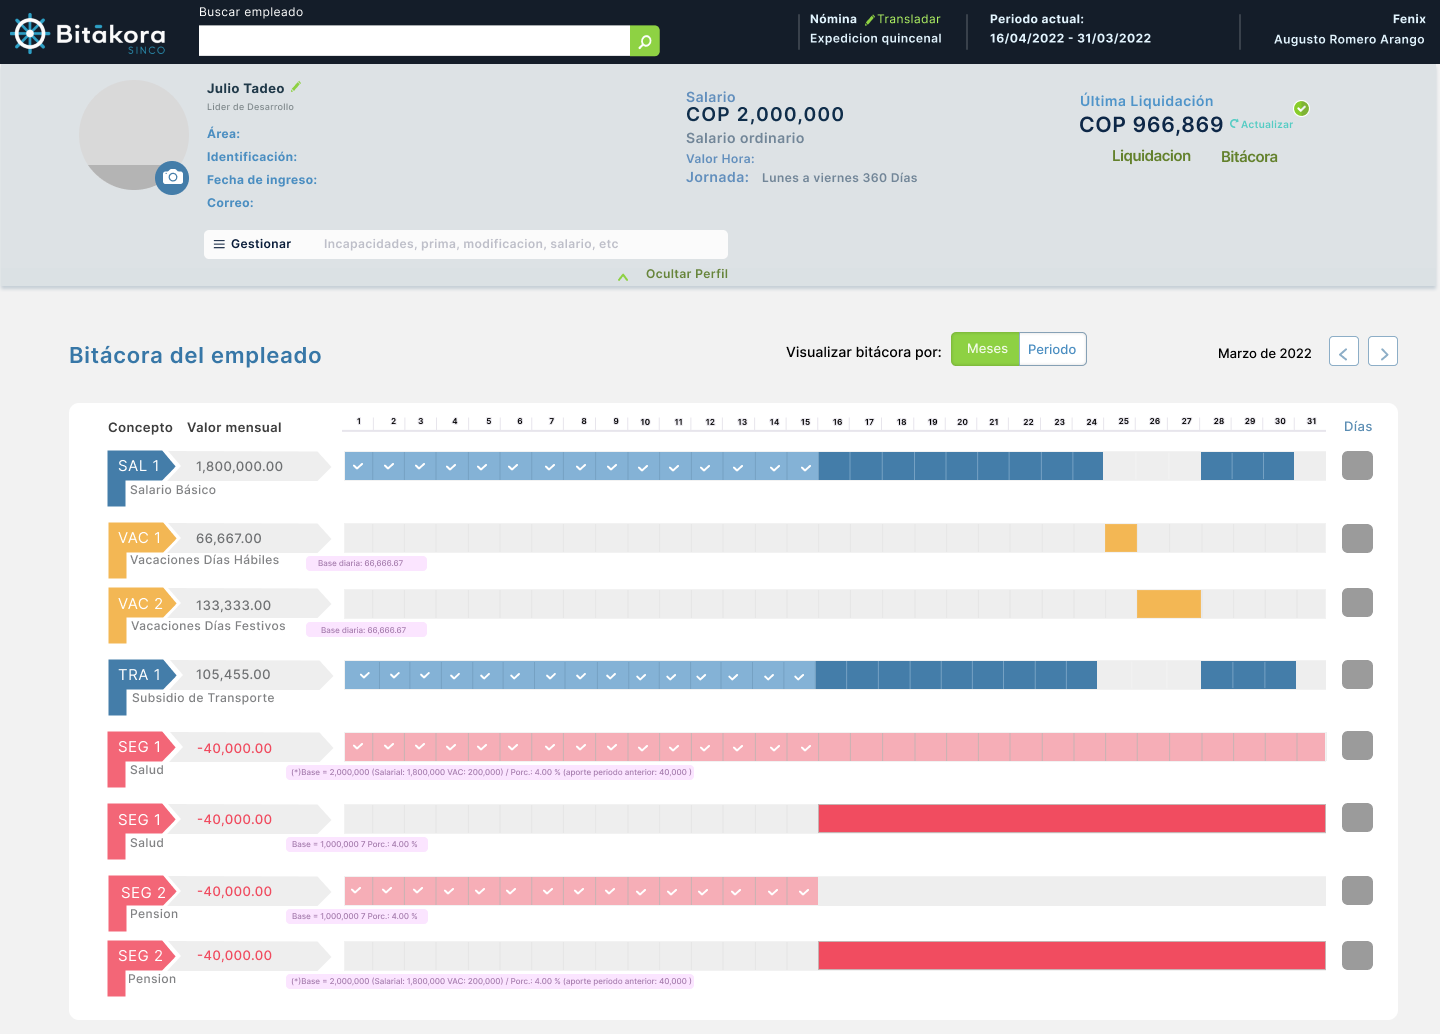 Bitákora
SINCO
Buscar empleado
Nómina Transladar
Expedicion quincenal
Periodo actual:
16/04/2022 - 31/03/2022
Fenix
Augusto Romero Arango
Julio Tadeo
Lider de Desarrollo
Área:
Identificación:
Fecha de ingreso:
Correo:
Salario
COP 2,000,000
Salario ordinario
Valor Hora:
Jornada: Lunes a viernes 360 Días
Última Liquidación
COP 966,869 Actualizar
Liquidacion Bitácora
Gestionar Incapacidades, prima, modificacion, salario, etc
Ocultar Perfil
Bitácora del empleado
Visualizar bitácora por: Meses Periodo
Marzo de 2022
Concepto Valor mensual 1 2 3 4 5 6 7 8 9 10 11 12 13 14 15 16 17 18 19 20 21 22 23 24 25 26 27 28 29 30 31 Días
SAL 1 1,800,000.00
Salario Básico
VAC 1 66,667.00
Vacaciones Días Hábiles
Base diaria: 66,666.67
VAC 2 133,333.00
Vacaciones Días Festivos
Base diaria: 66,666.67
TRA 1 105,455.00
Subsidio de Transporte
SEG 1 -40,000.00
Salud
(*)Base = 2,000,000 (Salarial: 1,800,000 VAC: 200,000) / Porc.: 4.00 % (aporte periodo anterior: 40,000 )
SEG 1 -40,000.00
Salud
Base = 1,000,000 7 Porc.: 4.00 %
SEG 2 -40,000.00
Pension
Base = 1,000,000 7 Porc.: 4.00 %
SEG 2 -40,000.00
Pension
(*)Base = 2,000,000 (Salarial: 1,800,000 VAC: 200,000) / Porc.: 4.00 % (aporte periodo anterior: 40,000 )